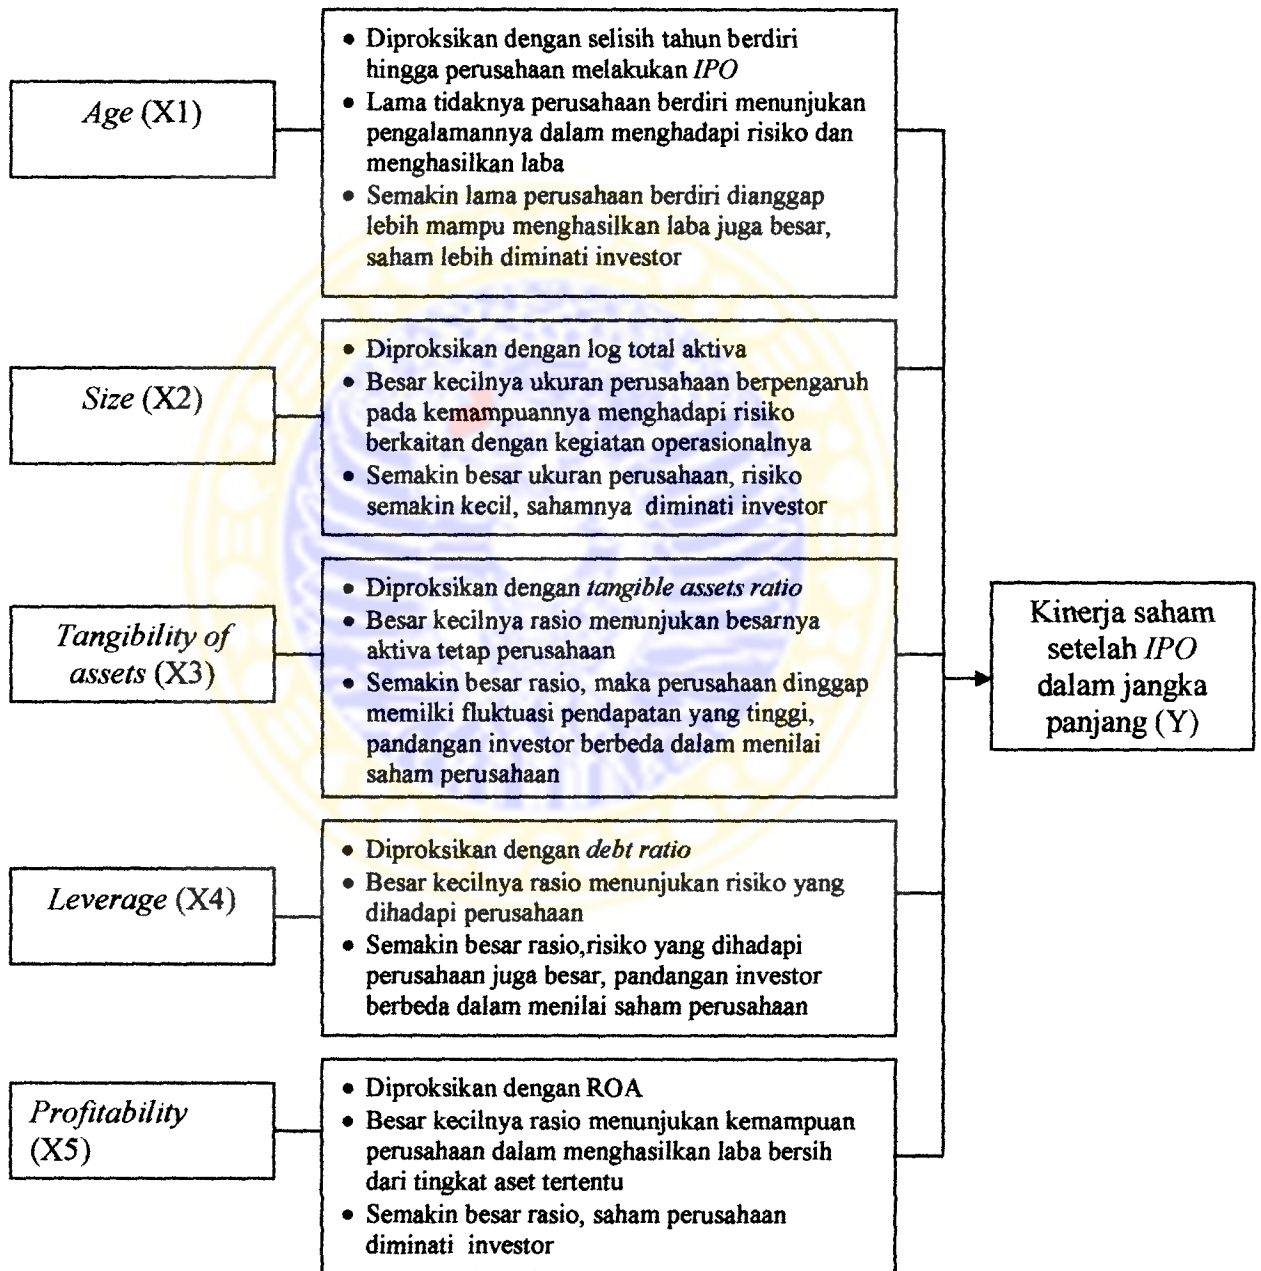 Age (X1)
• Diproksikan dengan selisih tahun berdiri
hingga perusahaan melakukan IPO
• Lama tidaknya perusahaan berdiri menunjukan
pengalamannya dalam menghadapi risiko dan
menghasilkan laba
• Semakin lama perusahaan berdiri dianggap
lebih mampu menghasilkan laba juga besar,
saham lebih diminati investor
Size (X2)
• Diproksikan dengan log total aktiva
• Besar kecilnya ukuran perusahaan berpengaruh
pada kemampuannya menghadapi risiko
berkaitan dengan kegiatan operasionalnya
• Semakin besar ukuran perusahaan, risiko
semakin kecil, sahamnya diminati investor
Tangibility of
assets (X3)
• Diproksikan dengan tangible assets ratio
• Besar kecilnya rasio menunjukan besarnya
aktiva tetap perusahaan
• Semakin besar rasio, maka perusahaan dinggap
memilki fluktuasi pendapatan yang tinggi,
pandangan investor berbeda dalam menilai
saham perusahaan
Leverage (X4)
• Diproksikan dengan debt ratio
• Besar kecilnya rasio menunjukan risiko yang
dihadapi perusahaan
• Semakin besar rasio,risiko yang dihadapi
perusahaan juga besar, pandangan investor
berbeda dalam menilai saham perusahaan
Profitability
(X5)
• Diproksikan dengan ROA
• Besar kecilnya rasio menunjukan kemampuan
perusahaan dalam menghasilkan laba bersih
dari tingkat aset tertentu
• Semakin besar rasio, saham perusahaan
diminati investor
Kinerja saham
setelah IPO
dalam jangka
panjang (Y)